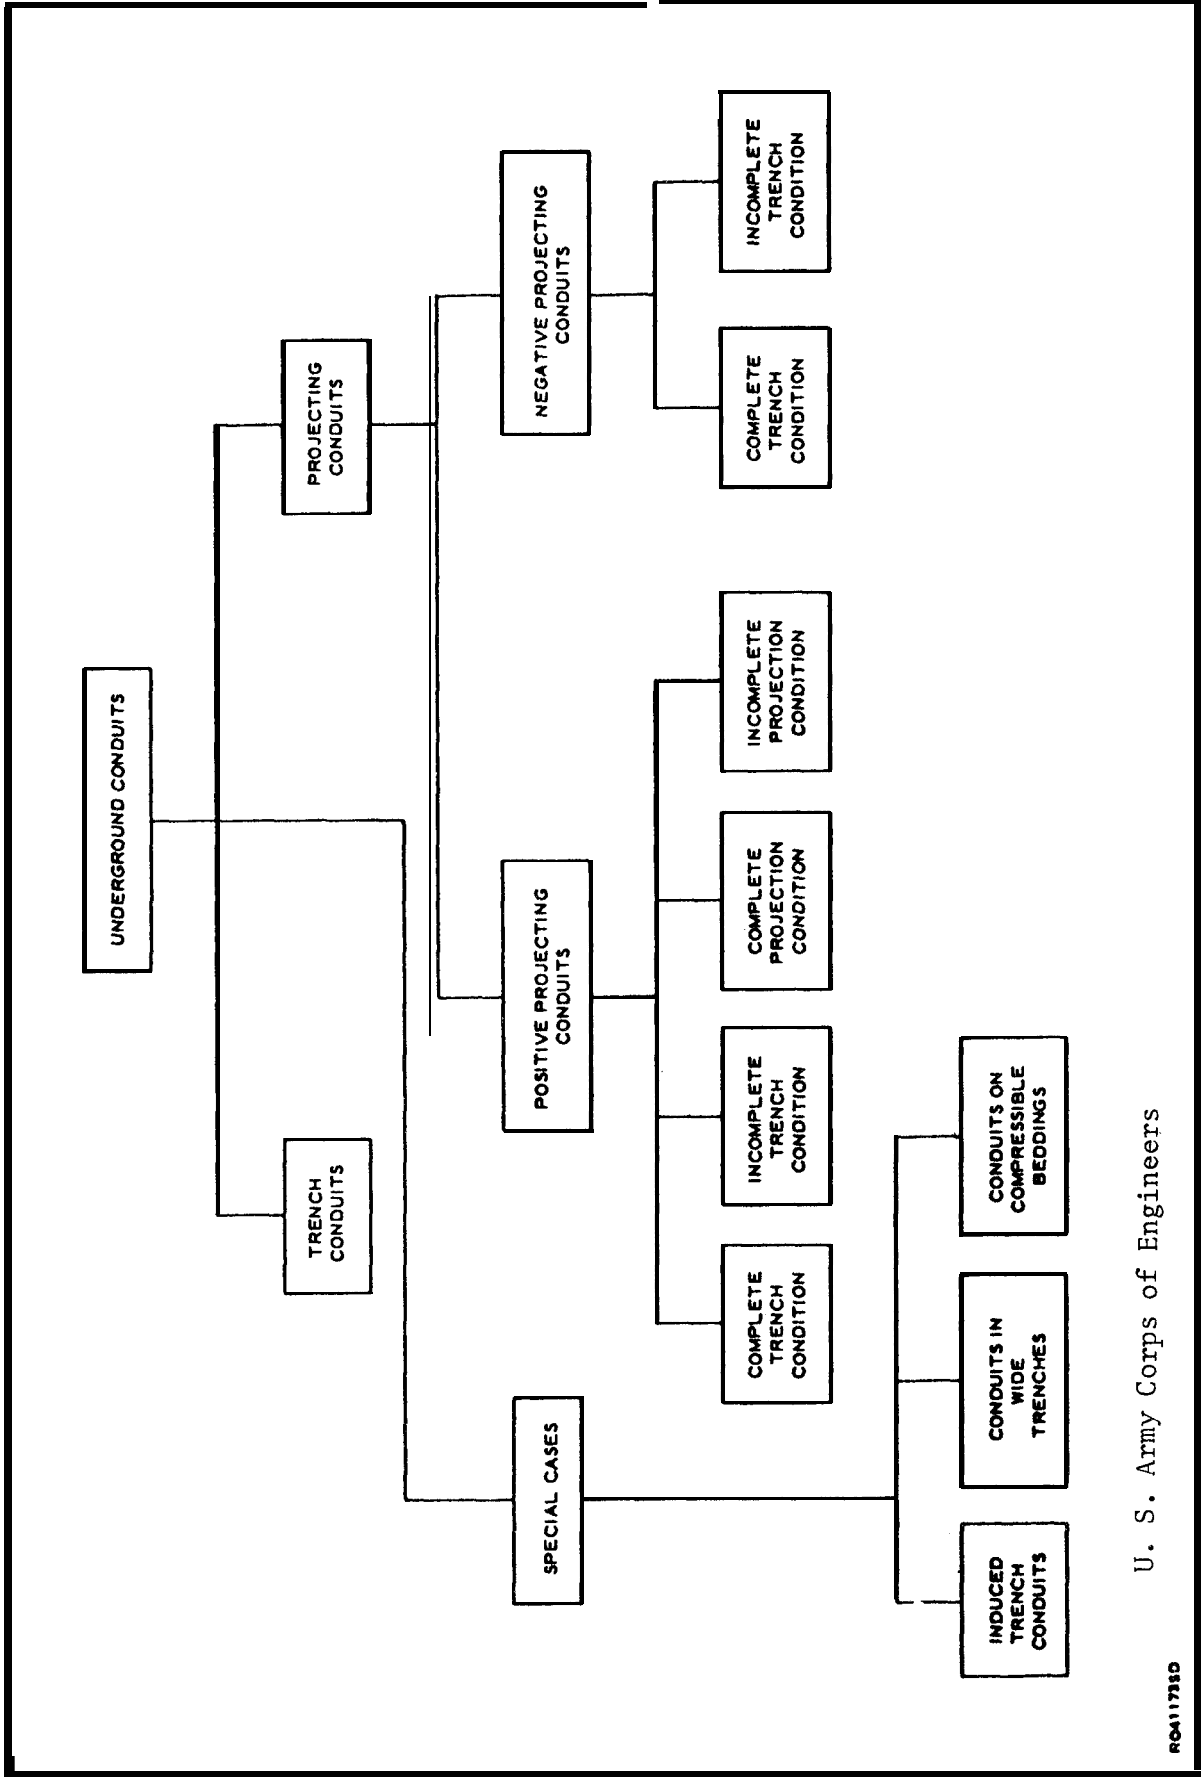 UNDERGROUND CONDUITS
TRENCH
CONDUITS
PROJECTING
CONDUITS
SPECIAL CASES
POSITIVE PROJECTING
CONDUITS
NEGATIVE PROJECTING
CONDUITS
COMPLETE
TRENCH
CONDITION
INCOMPLETE
TRENCH
CONDITION
COMPLETE
PROJECTION
CONDITION
INCOMPLETE
PROJECTION
CONDITION
COMPLETE
TRENCH
CONDITION
INCOMPLETE
TRENCH
CONDITION
INDUCED
TRENCH
CONDUITS
CONDUITS IN
WIDE
TRENCHES
CONDUITS ON
COMPRESSIBLE
BEDDINGS
U. S. Army Corps of Engineers
R041173SD